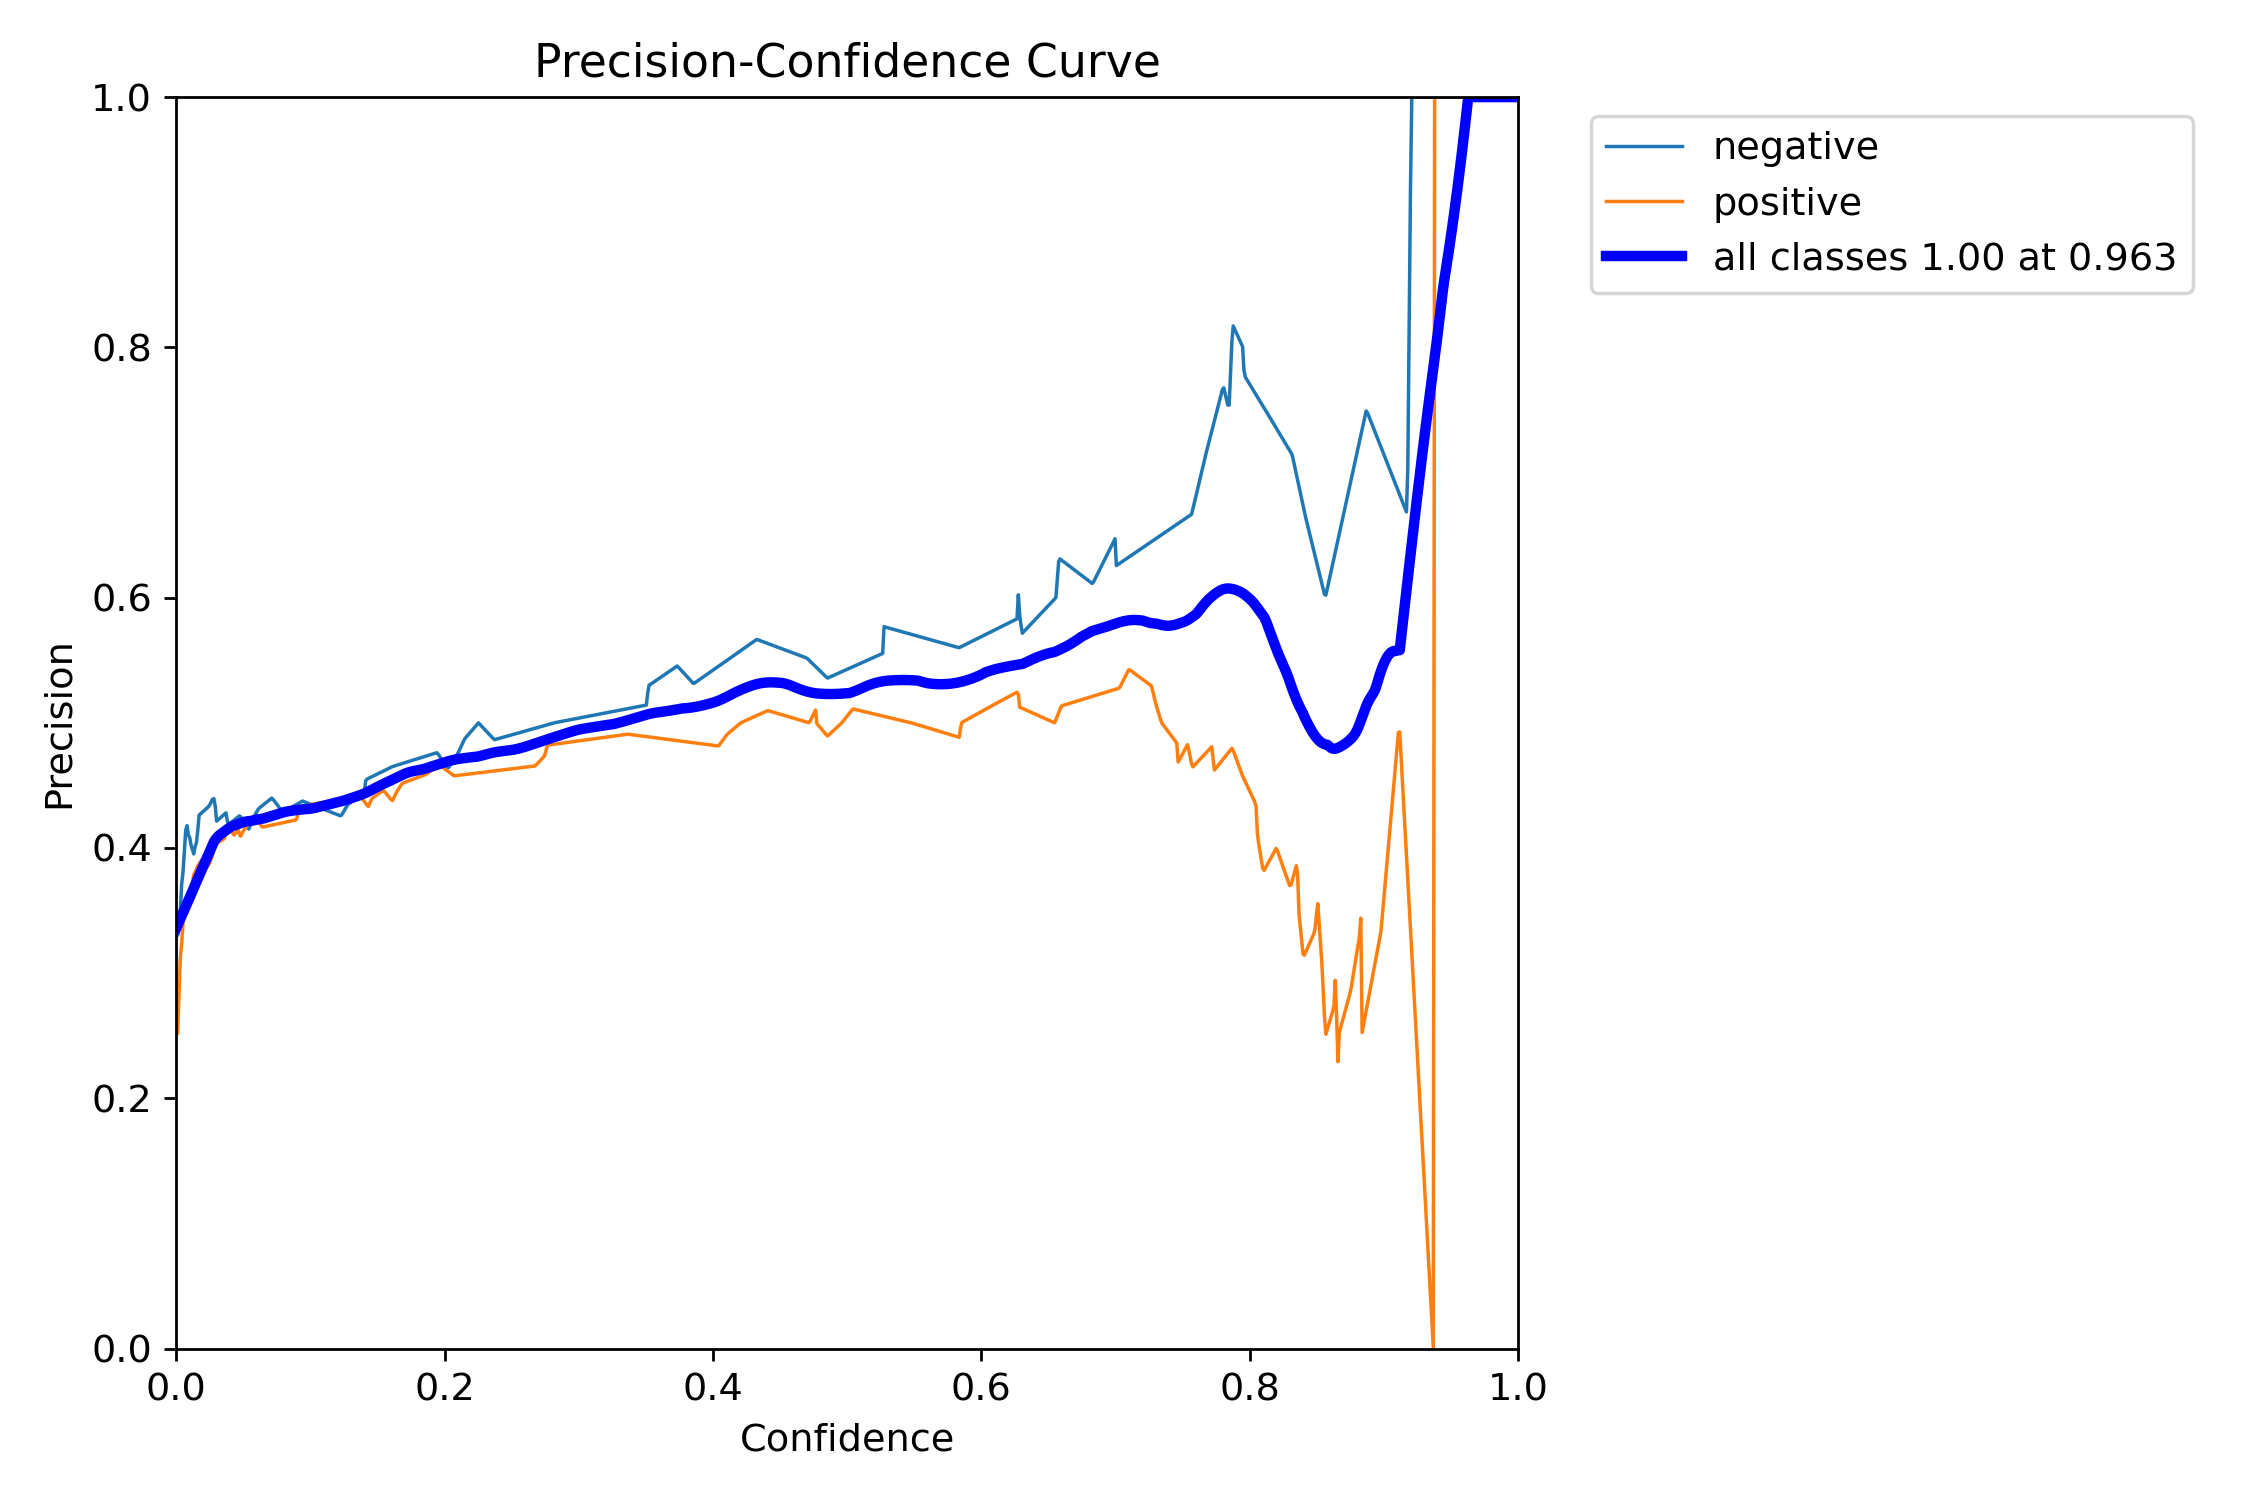 Precision-Confidence Curve
1.0
0.8
0.6
0.4
0.2
0.0
Precision
0.0 0.2 0.4 0.6 0.8 1.0
Confidence
negative
positive
all classes 1.00 at 0.963